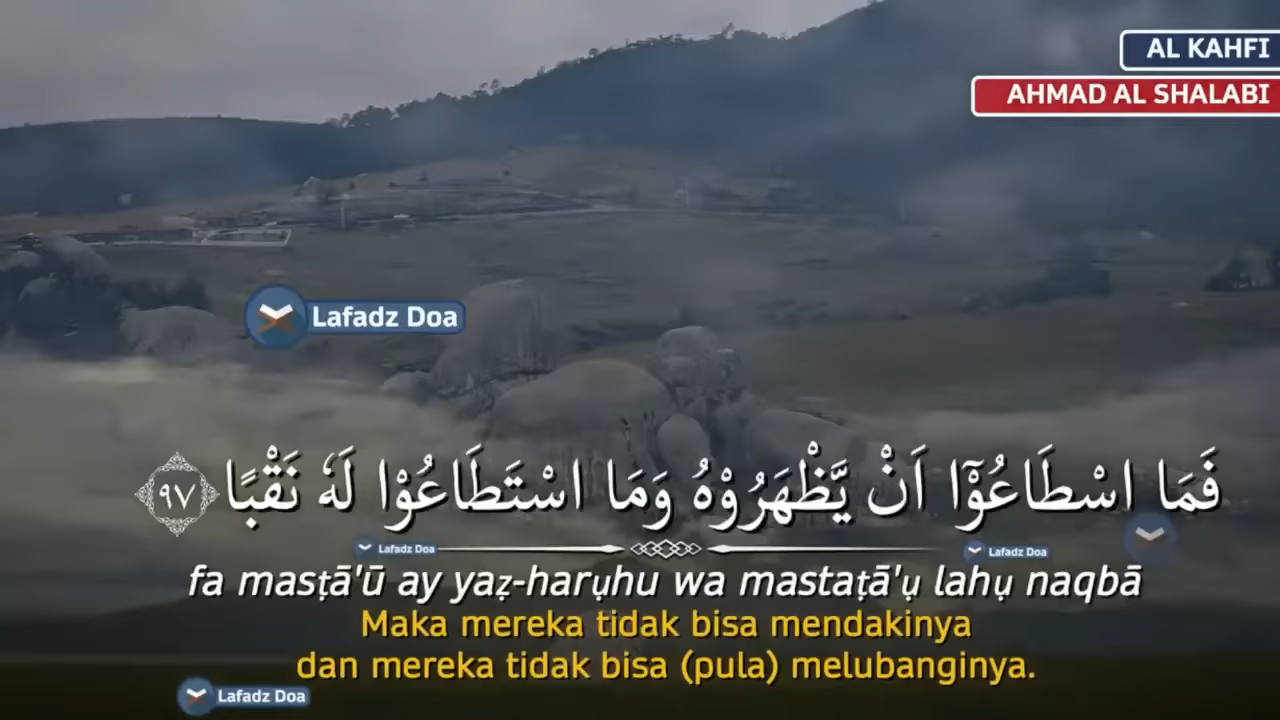 AL KAHFI
AHMAD AL SHALABI
Lafadz Doa
فَمَا اسْطَاعُوْٓا اَنْ يَّظْهَرُوْهُ وَمَا اسْتَطَاعُوْا لَهٗ نَقْبًا ٩٧
Lafadz Doa
Lafadz Doa
fa masṭā'ū ay yaẓ-harụhu wa mastaṭā'ụ lahụ naqbā
Maka mereka tidak bisa mendakinya
dan mereka tidak bisa (pula) melubanginya.
Lafadz Doa